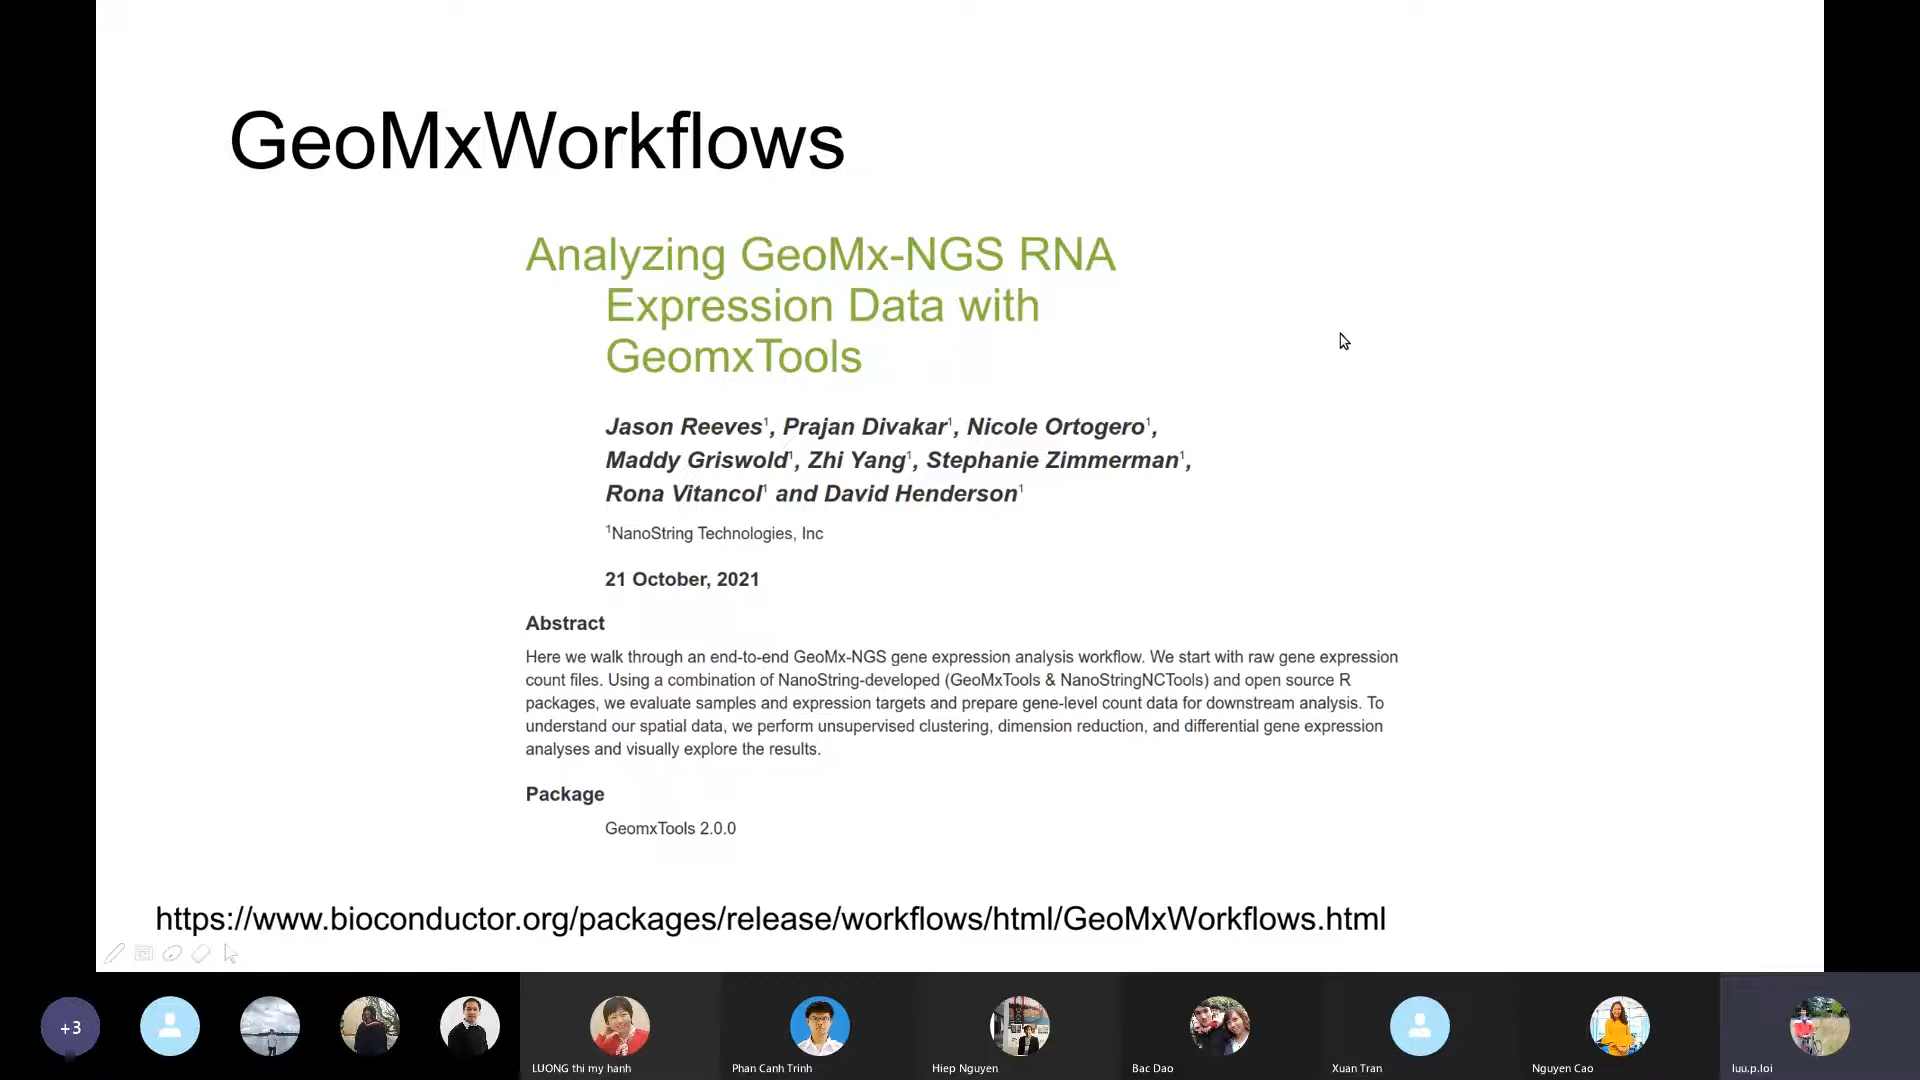 GeoMxWorkflows
Analyzing GeoMx-NGS RNA
Expression Data with
GeomxTools
Jason Reeves¹, Prajan Divakar¹, Nicole Ortogero¹,
Maddy Griswold¹, Zhi Yang¹, Stephanie Zimmerman¹,
Rona Vitancol¹ and David Henderson¹
¹NanoString Technologies, Inc
21 October, 2021
Abstract
Here we walk through an end-to-end GeoMx-NGS gene expression analysis workflow. We start with raw gene expression
count files. Using a combination of NanoString-developed (GeoMxTools & NanoStringNCTools) and open source R
packages, we evaluate samples and expression targets and prepare gene-level count data for downstream analysis. To
understand our spatial data, we perform unsupervised clustering, dimension reduction, and differential gene expression
analyses and visually explore the results.
Package
GeomxTools 2.0.0
https://www.bioconductor.org/packages/release/workflows/html/GeoMxWorkflows.html
+3
LUONG thi my hanh
Phan Canh Trinh
Hiep Nguyen
Bac Dao
Xuan Tran
Nguyen Cao
luu.p.loi